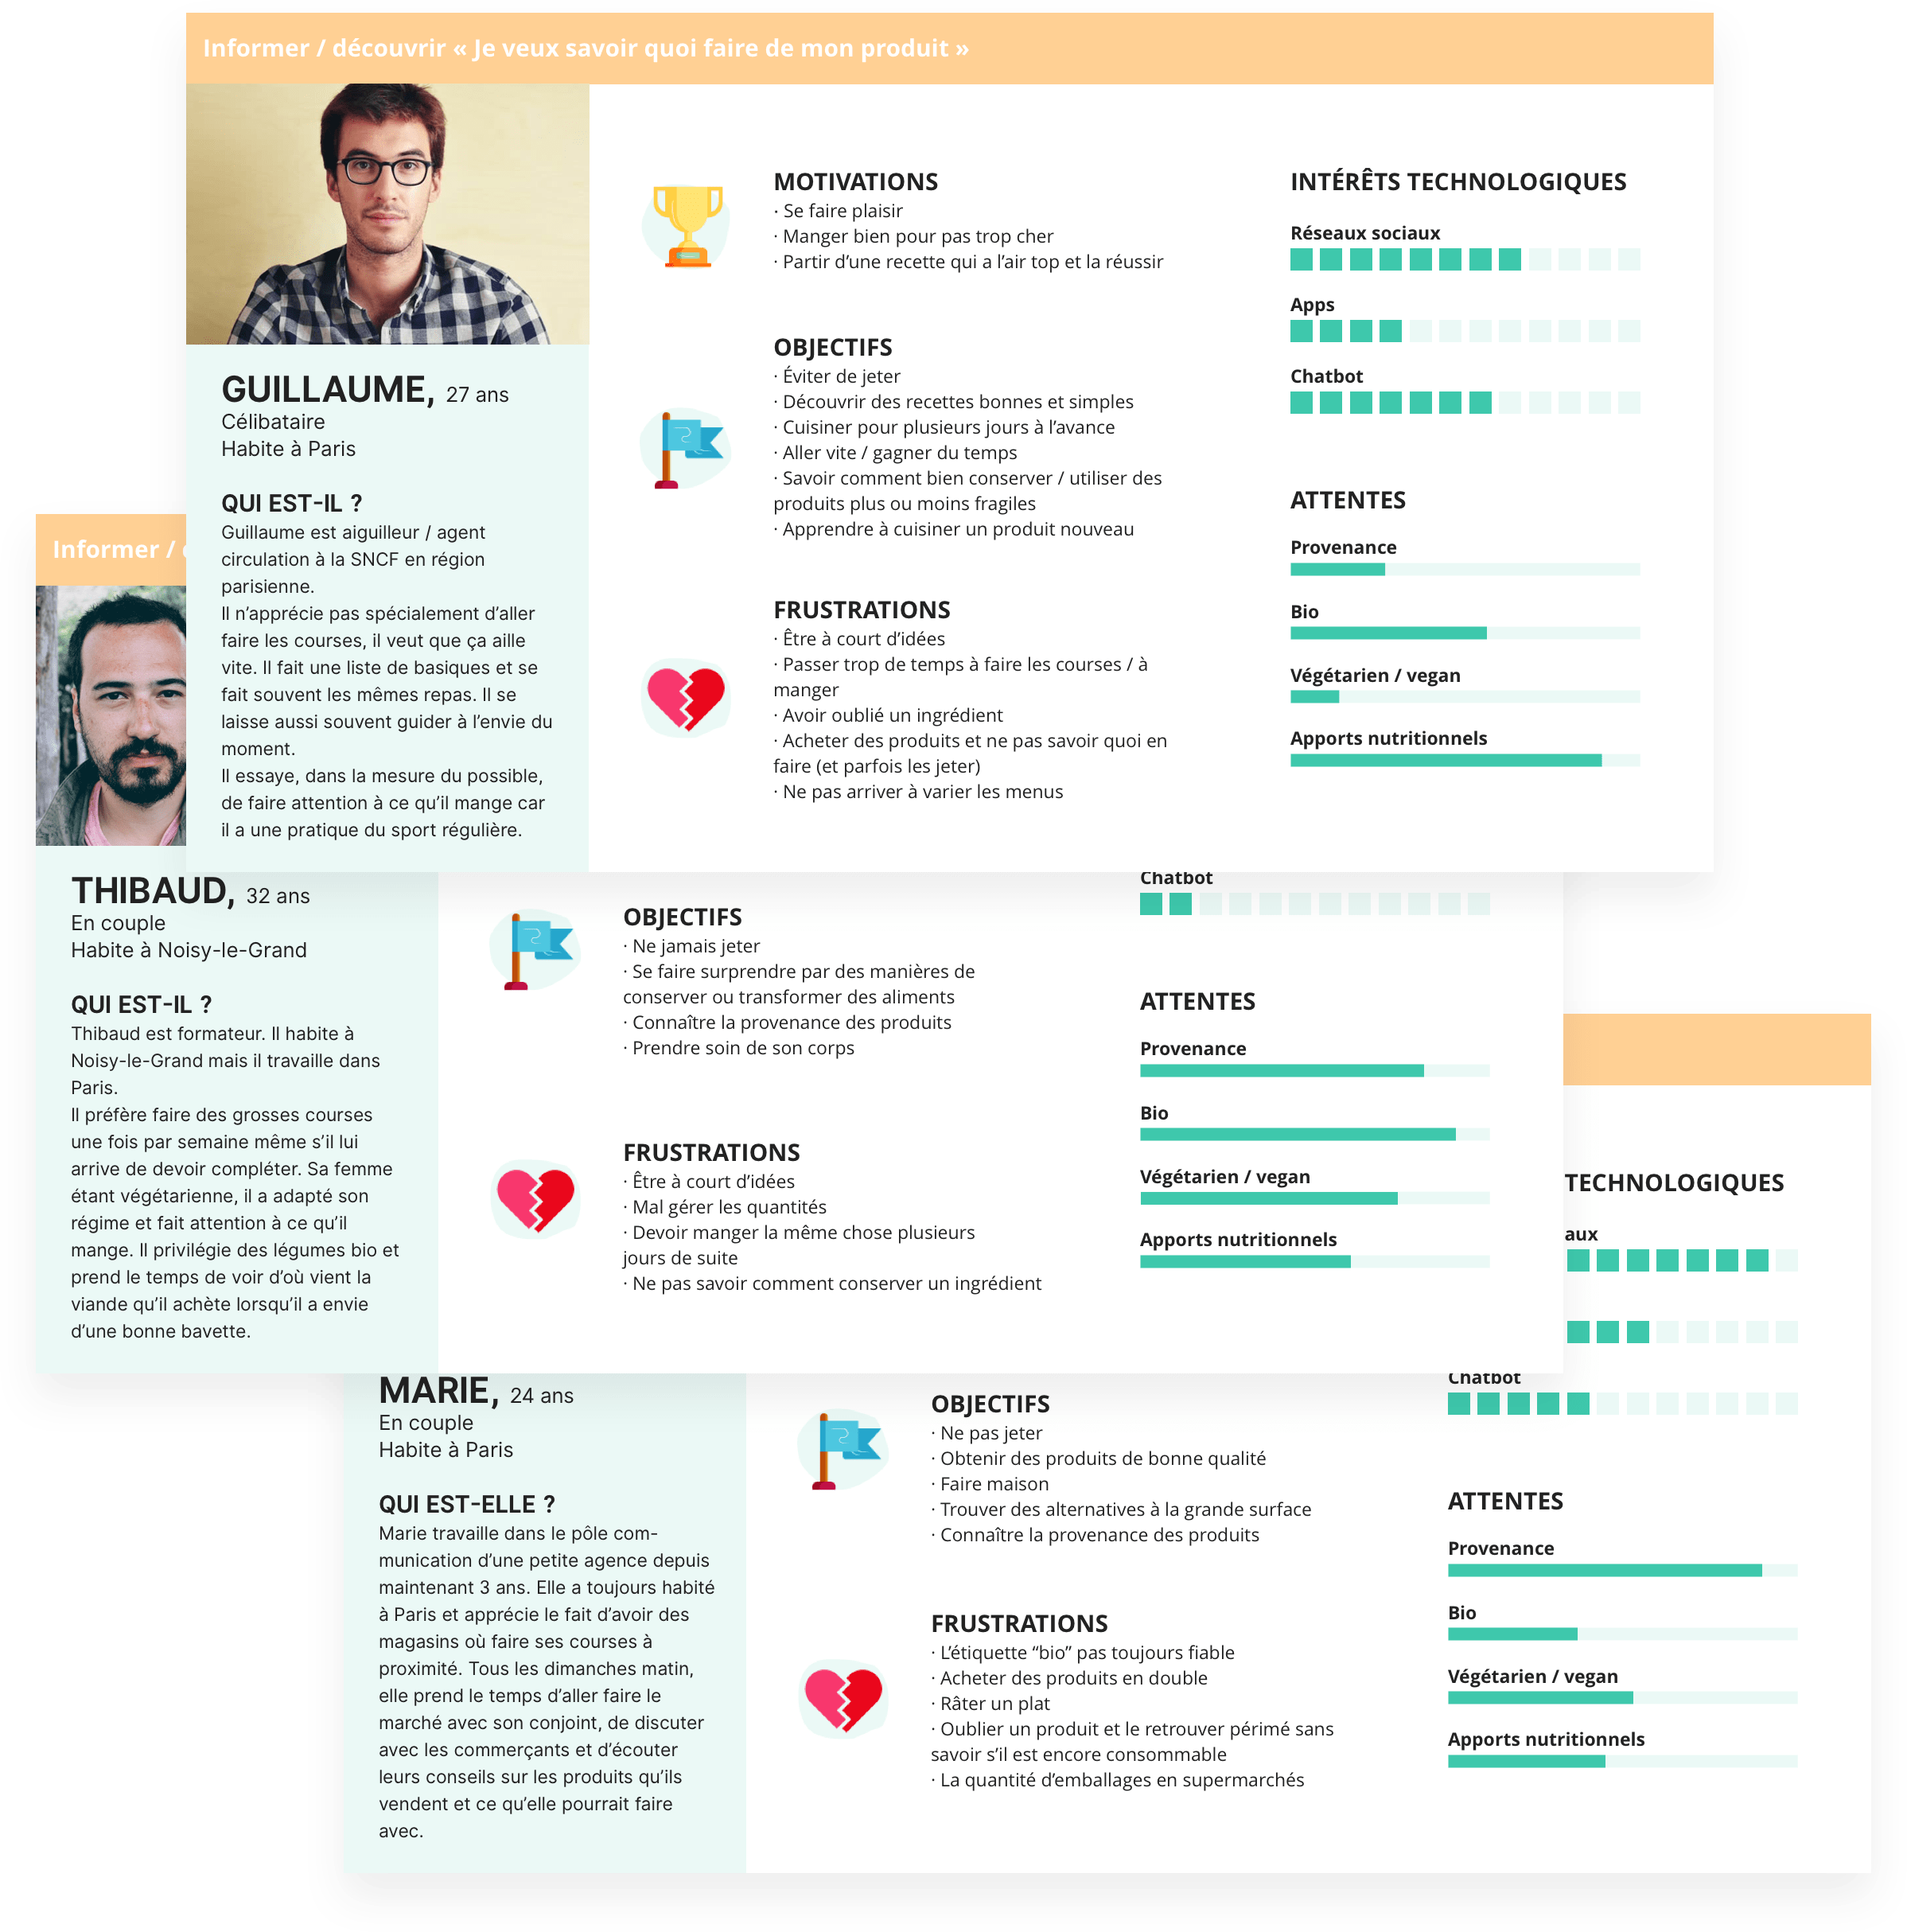 Informer / découvrir « Je veux savoir quoi faire de mon produit »
GUILLAUME, 27 ans
Célibataire
Habite à Paris
QUI EST-IL ?
Guillaume est aiguilleur / agent
circulation à la SNCF en région
parisienne.
Il n’apprécie pas spécialement d’aller
faire les courses, il veut que ça aille
vite. Il fait une liste de basiques et se
fait souvent les mêmes repas. Il se
laisse aussi souvent guider à l’envie du
moment.
Il essaye, dans la mesure du possible,
de faire attention à ce qu’il mange car
il a une pratique du sport régulière.
MOTIVATIONS
· Se faire plaisir
· Manger bien pour pas trop cher
· Partir d’une recette qui a l’air top et la réussir
OBJECTIFS
· Éviter de jeter
· Découvrir des recettes bonnes et simples
· Cuisiner pour plusieurs jours à l’avance
· Aller vite / gagner du temps
· Savoir comment bien conserver / utiliser des
produits plus ou moins fragiles
· Apprendre à cuisiner un produit nouveau
FRUSTRATIONS
· Être à court d’idées
· Passer trop de temps à faire les courses / à
manger
· Avoir oublié un ingrédient
· Acheter des produits et ne pas savoir quoi en
faire (et parfois les jeter)
· Ne pas arriver à varier les menus
INTÉRÊTS TECHNOLOGIQUES
Réseaux sociaux
Apps
Chatbot
ATTENTES
Provenance
Bio
Végétarien / vegan
Apports nutritionnels
Informer /
THIBAUD, 32 ans
En couple
Habite à Noisy-le-Grand
QUI EST-IL ?
Thibaud est formateur. Il habite à
Noisy-le-Grand mais il travaille dans
Paris.
Il préfère faire des grosses courses
une fois par semaine même s’il lui
arrive de devoir compléter. Sa femme
étant végétarienne, il a adapté son
régime et fait attention à ce qu’il
mange. Il privilégie des légumes bio et
prend le temps de voir d’où vient la
viande qu’il achète lorsqu’il a envie
d’une bonne bavette.
OBJECTIFS
· Ne jamais jeter
· Se faire surprendre par des manières de
conserver ou transformer des aliments
· Connaître la provenance des produits
· Prendre soin de son corps
FRUSTRATIONS
· Être à court d’idées
· Mal gérer les quantités
· Devoir manger la même chose plusieurs
jours de suite
· Ne pas savoir comment conserver un ingrédient
Chatbot
ATTENTES
Provenance
Bio
Végétarien / vegan
Apports nutritionnels
MARIE, 24 ans
En couple
Habite à Paris
QUI EST-ELLE ?
Marie travaille dans le pôle com-
munication d’une petite agence depuis
maintenant 3 ans. Elle a toujours habité
à Paris et apprécie le fait d’avoir des
magasins où faire ses courses à
proximité. Tous les dimanches matin,
elle prend le temps d’aller faire le
marché avec son conjoint, de discuter
avec les commerçants et d’écouter
leurs conseils sur les produits qu’ils
vendent et ce qu’elle pourrait faire
avec.
OBJECTIFS
· Ne pas jeter
· Obtenir des produits de bonne qualité
· Faire maison
· Trouver des alternatives à la grande surface
· Connaître la provenance des produits
FRUSTRATIONS
· L’étiquette “bio” pas toujours fiable
· Acheter des produits en double
· Râter un plat
· Oublier un produit et le retrouver périmé sans
savoir s’il est encore consommable
· La quantité d’emballages en supermarchés
TECHNOLOGIQUES
aux
Chatbot
ATTENTES
Provenance
Bio
Végétarien / vegan
Apports nutritionnels